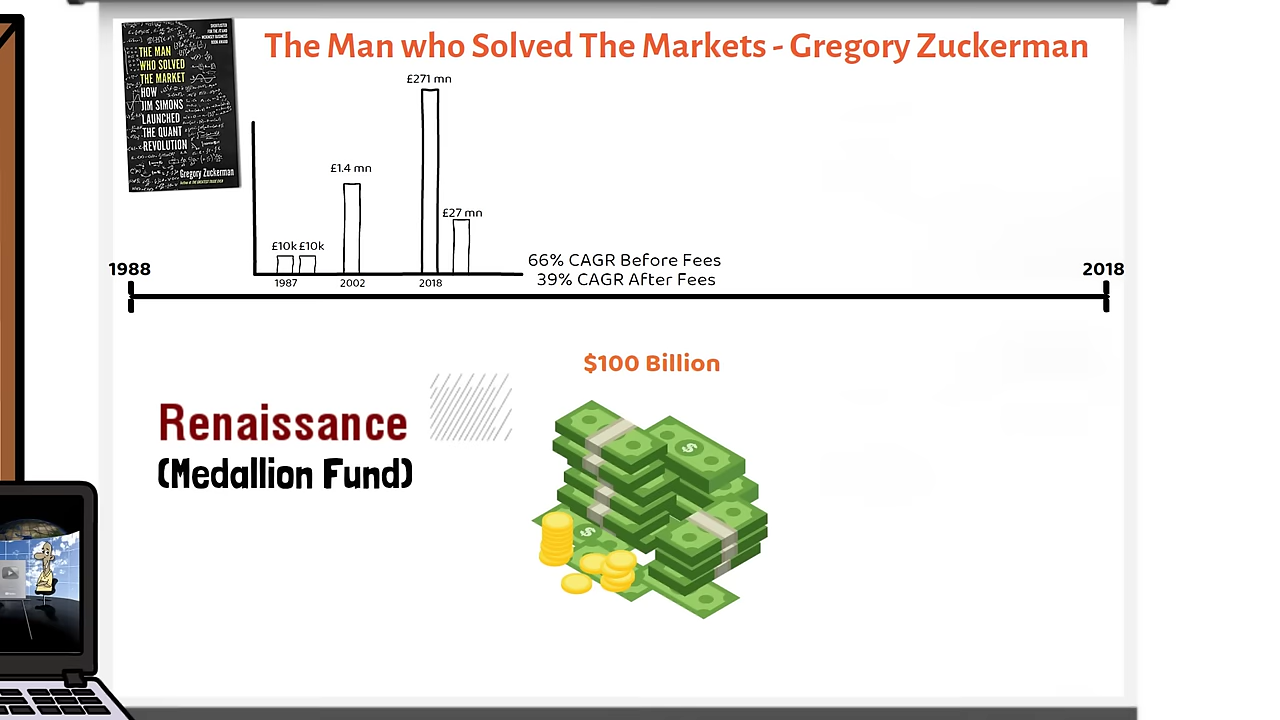 The Man who Solved The Markets - Gregory Zuckerman
THE MAN
WHO SOLVED
THE MARKET
HOW
JIM SIMONS
LAUNCHED
THE QUANT
REVOLUTION
Gregory Zuckerman
£271 mn
£1.4 mn
£27 mn
£10k £10k
1987 2002 2018
66% CAGR Before Fees
39% CAGR After Fees
1988
2018
$100 Billion
Renaissance
(Medallion Fund)